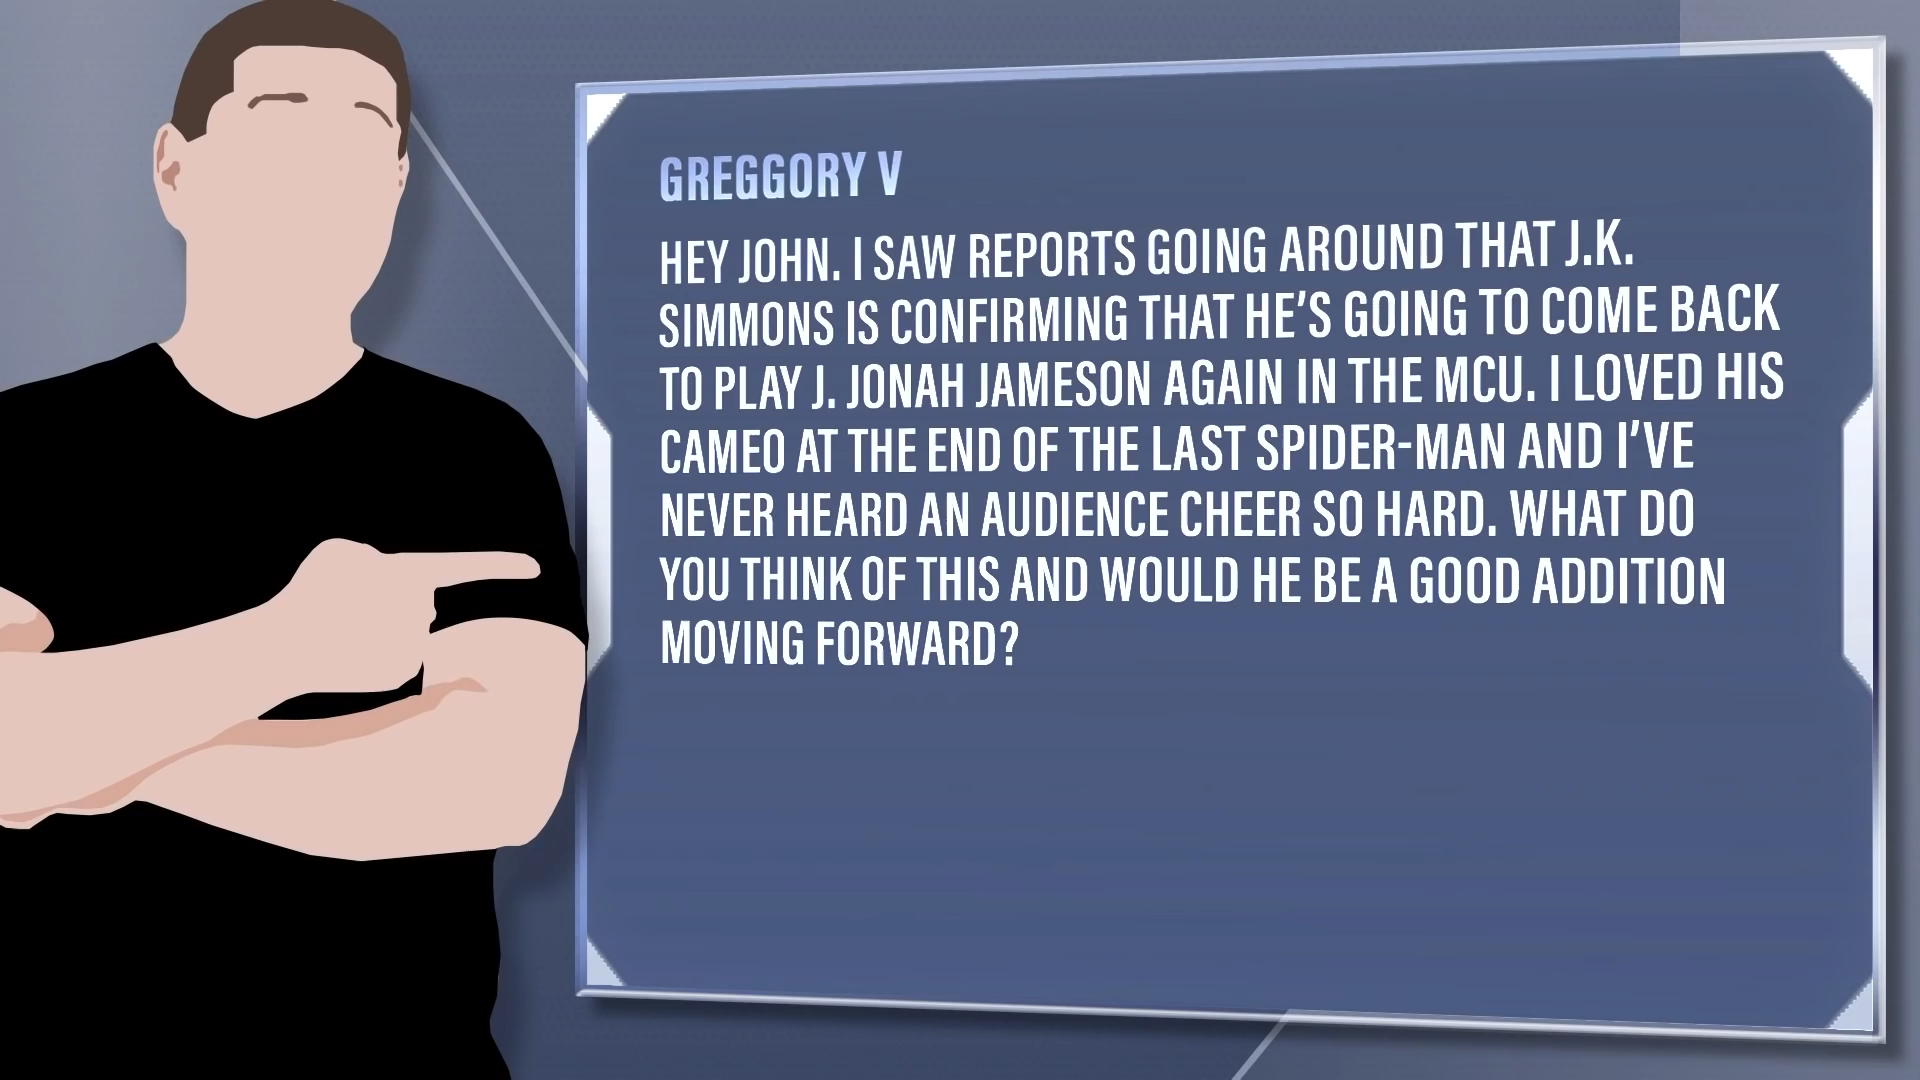 GREGGORY V
HEY JOHN. I SAW REPORTS GOING AROUND THAT J.K.
SIMMONS IS CONFIRMING THAT HE'S GOING TO COME BACK
TO PLAY J. JONAH JAMESON AGAIN IN THE MCU. I LOVED HIS
CAMEO AT THE END OF THE LAST SPIDER-MAN AND I'VE
NEVER HEARD AN AUDIENCE CHEER SO HARD. WHAT DO
YOU THINK OF THIS AND WOULD HE BE A GOOD ADDITION
MOVING FORWARD?